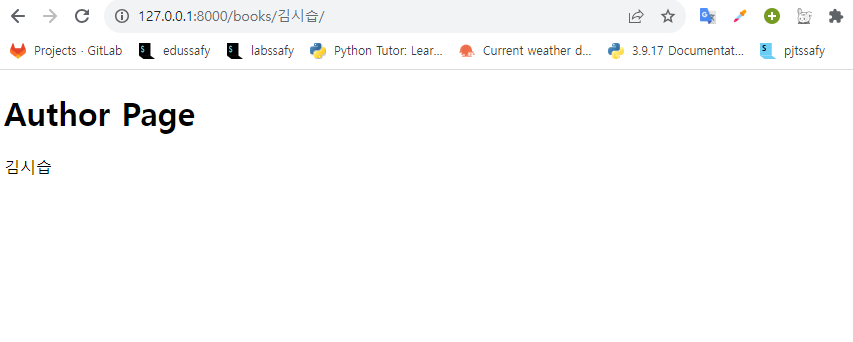 127.0.0.1:8000/books/김시습/
Projects · GitLab edussafy labssafy Python Tutor: Lear... Current weather d... 3.9.17 Documentat... pjtssafy
Author Page
김시습